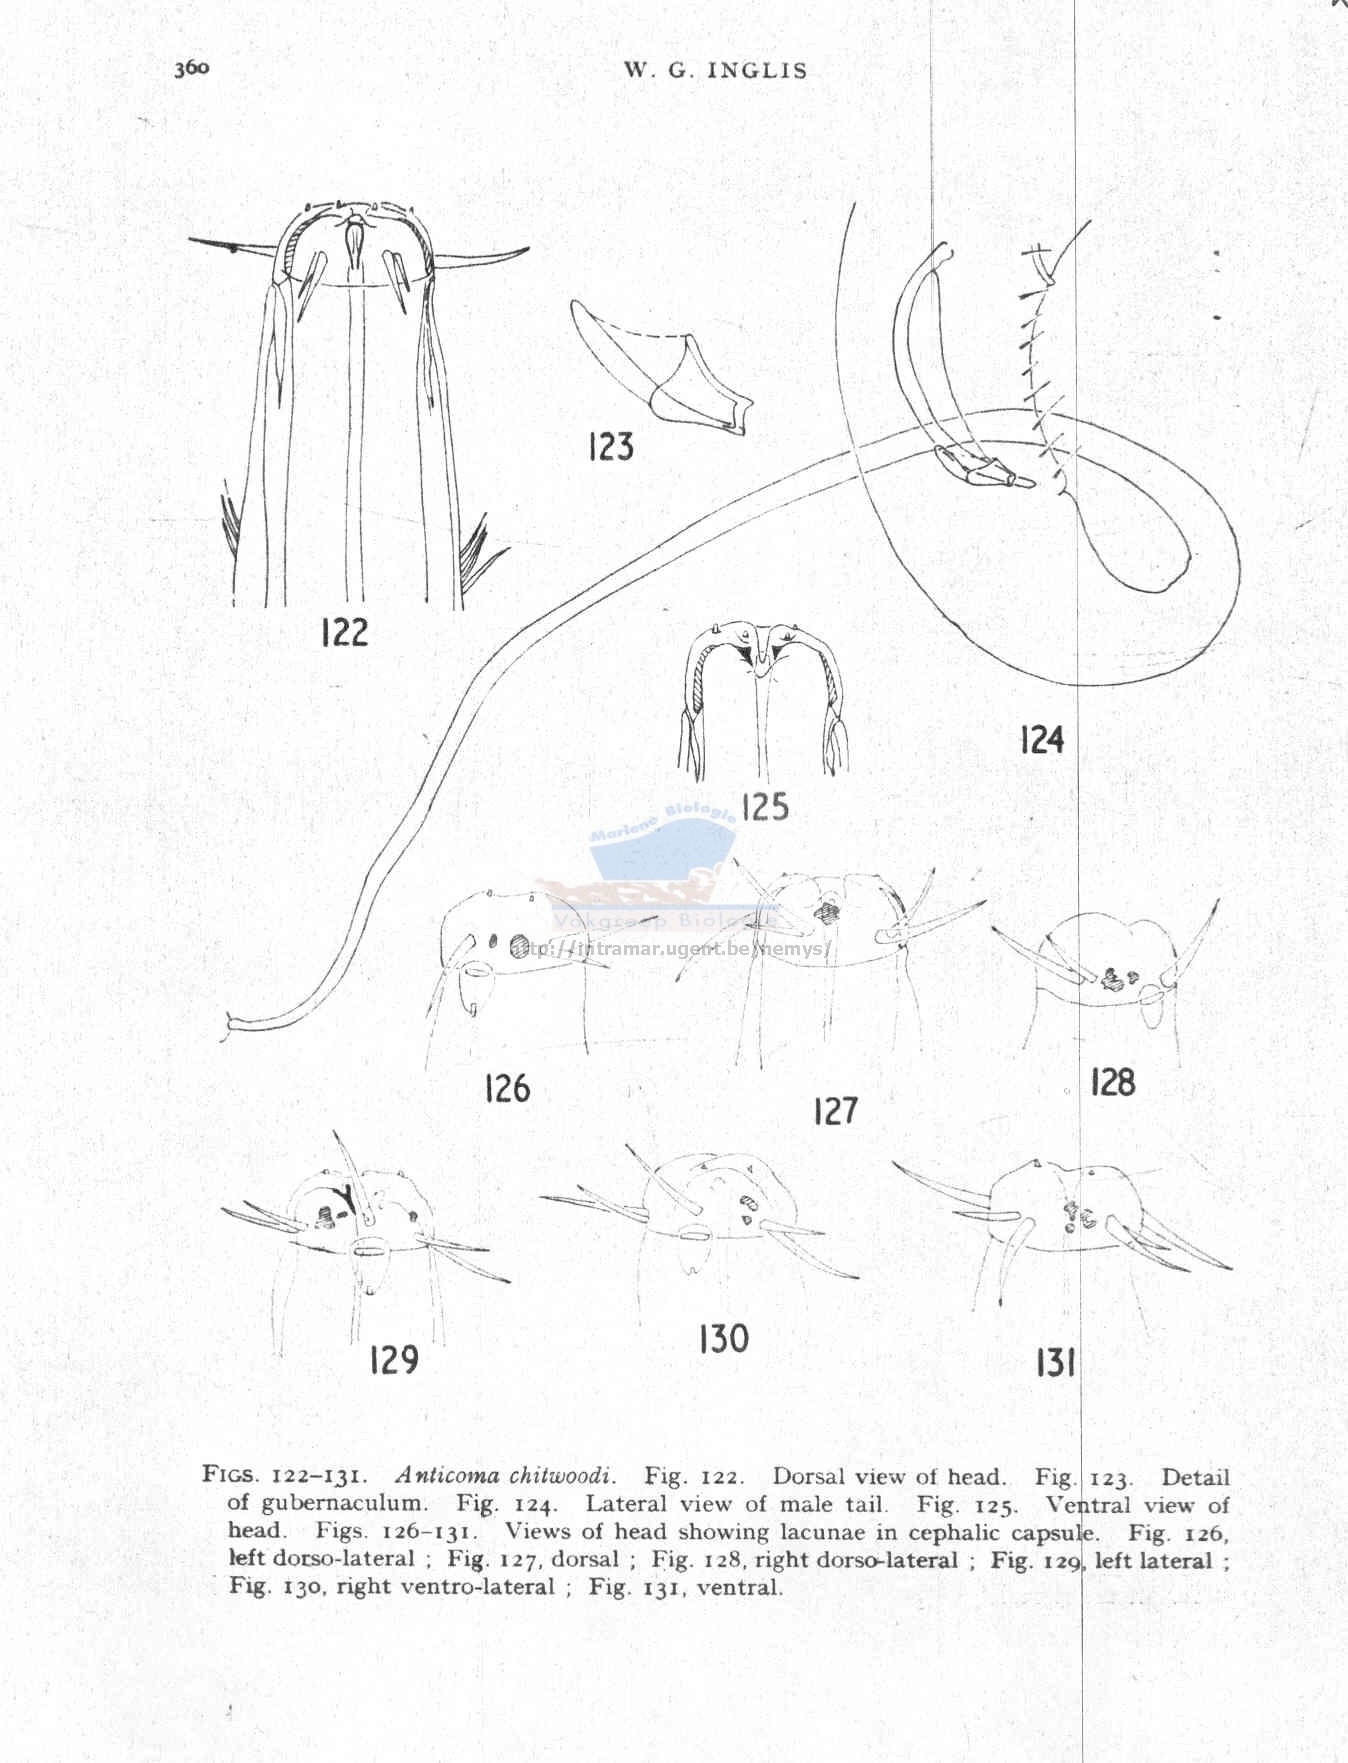 360
W. G. INGLIS
122
123
124
125
Mariene Biologie
Vakgroep Biologie
http://intramar.ugent.be/nemys/
126
127
128
129
130
131
FIGS. 122–131. Anticoma chitwoodi. Fig. 122. Dorsal view of head. Fig. 123. Detail
of gubernaculum. Fig. 124. Lateral view of male tail. Fig. 125. Ventral view of
head. Figs. 126–131. Views of head showing lacunae in cephalic capsule. Fig. 126,
left dorso-lateral ; Fig. 127, dorsal ; Fig. 128, right dorso-lateral ; Fig. 129, left lateral ;
Fig. 130, right ventro-lateral ; Fig. 131, ventral.